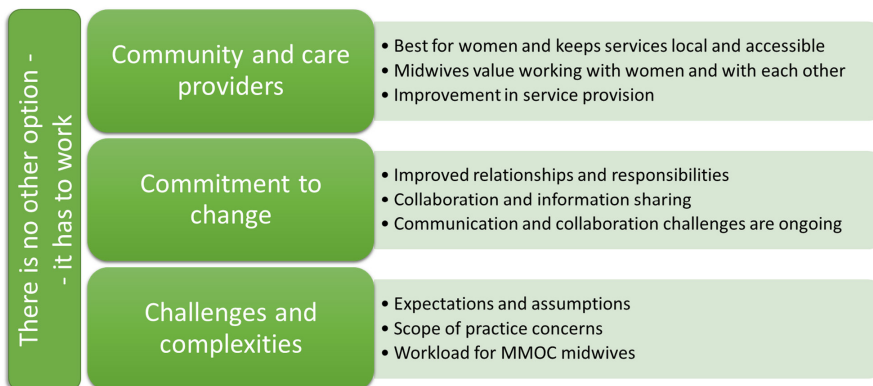 There is no other option -
- it has to work
Community and care
providers
• Best for women and keeps services local and accessible
• Midwives value working with women and with each other
• Improvement in service provision
Commitment to
change
• Improved relationships and responsibilities
• Collaboration and information sharing
• Communication and collaboration challenges are ongoing
Challenges and
complexities
• Expectations and assumptions
• Scope of practice concerns
• Workload for MMOC midwives